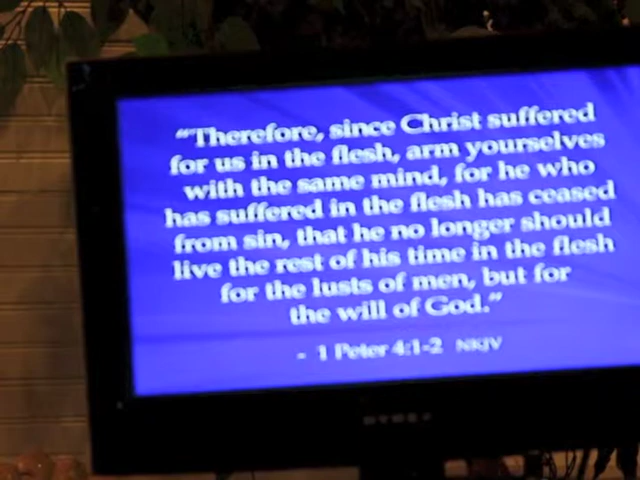 “Therefore, since Christ suffered
for us in the flesh, arm yourselves
with the same mind, for he who
has suffered in the flesh has ceased
from sin, that he no longer should
live the rest of his time in the flesh
for the lusts of men, but for
the will of God.”
- 1 Peter 4:1-2 NKJV